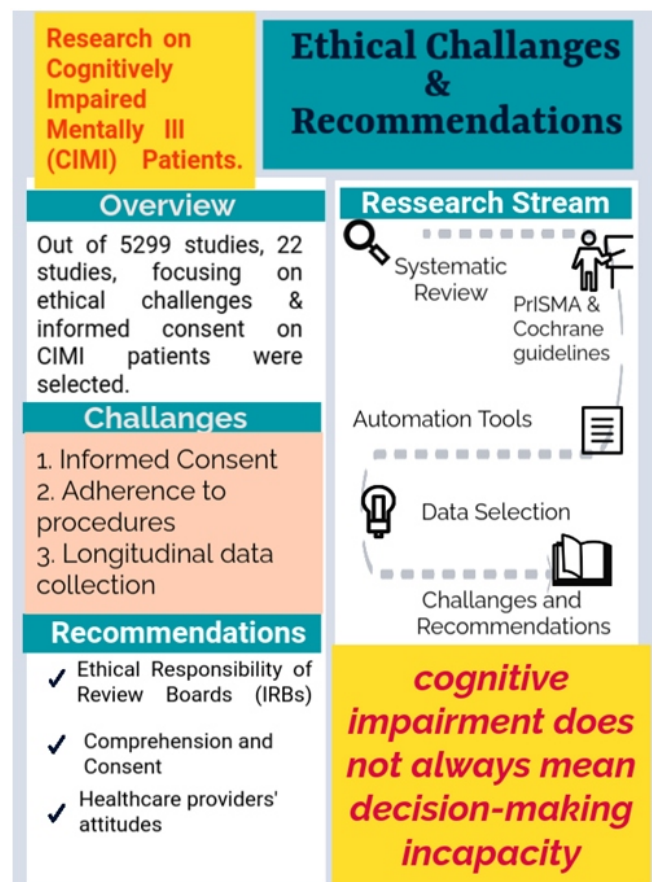 Research on
Cognitively
Impaired
Mentally Ill
(CIMI) Patients.
Ethical Challanges
&
Recommendations
Overview
Out of 5299 studies, 22
studies, focusing on
ethical challenges &
informed consent on
CIMI patients were
selected.
Challanges
1. Informed Consent
2. Adherence to
procedures
3. Longitudinal data
collection
Recommendations
Ethical Responsibility of
Review Boards (IRBs)
Comprehension and
Consent
Healthcare providers'
attitudes
Ressearch Stream
Systematic
Review
PrISMA &
Cochrane
guidelines
Automation Tools
Data Selection
Challanges and
Recommendations
cognitive
impairment does
not always mean
decision-making
incapacity